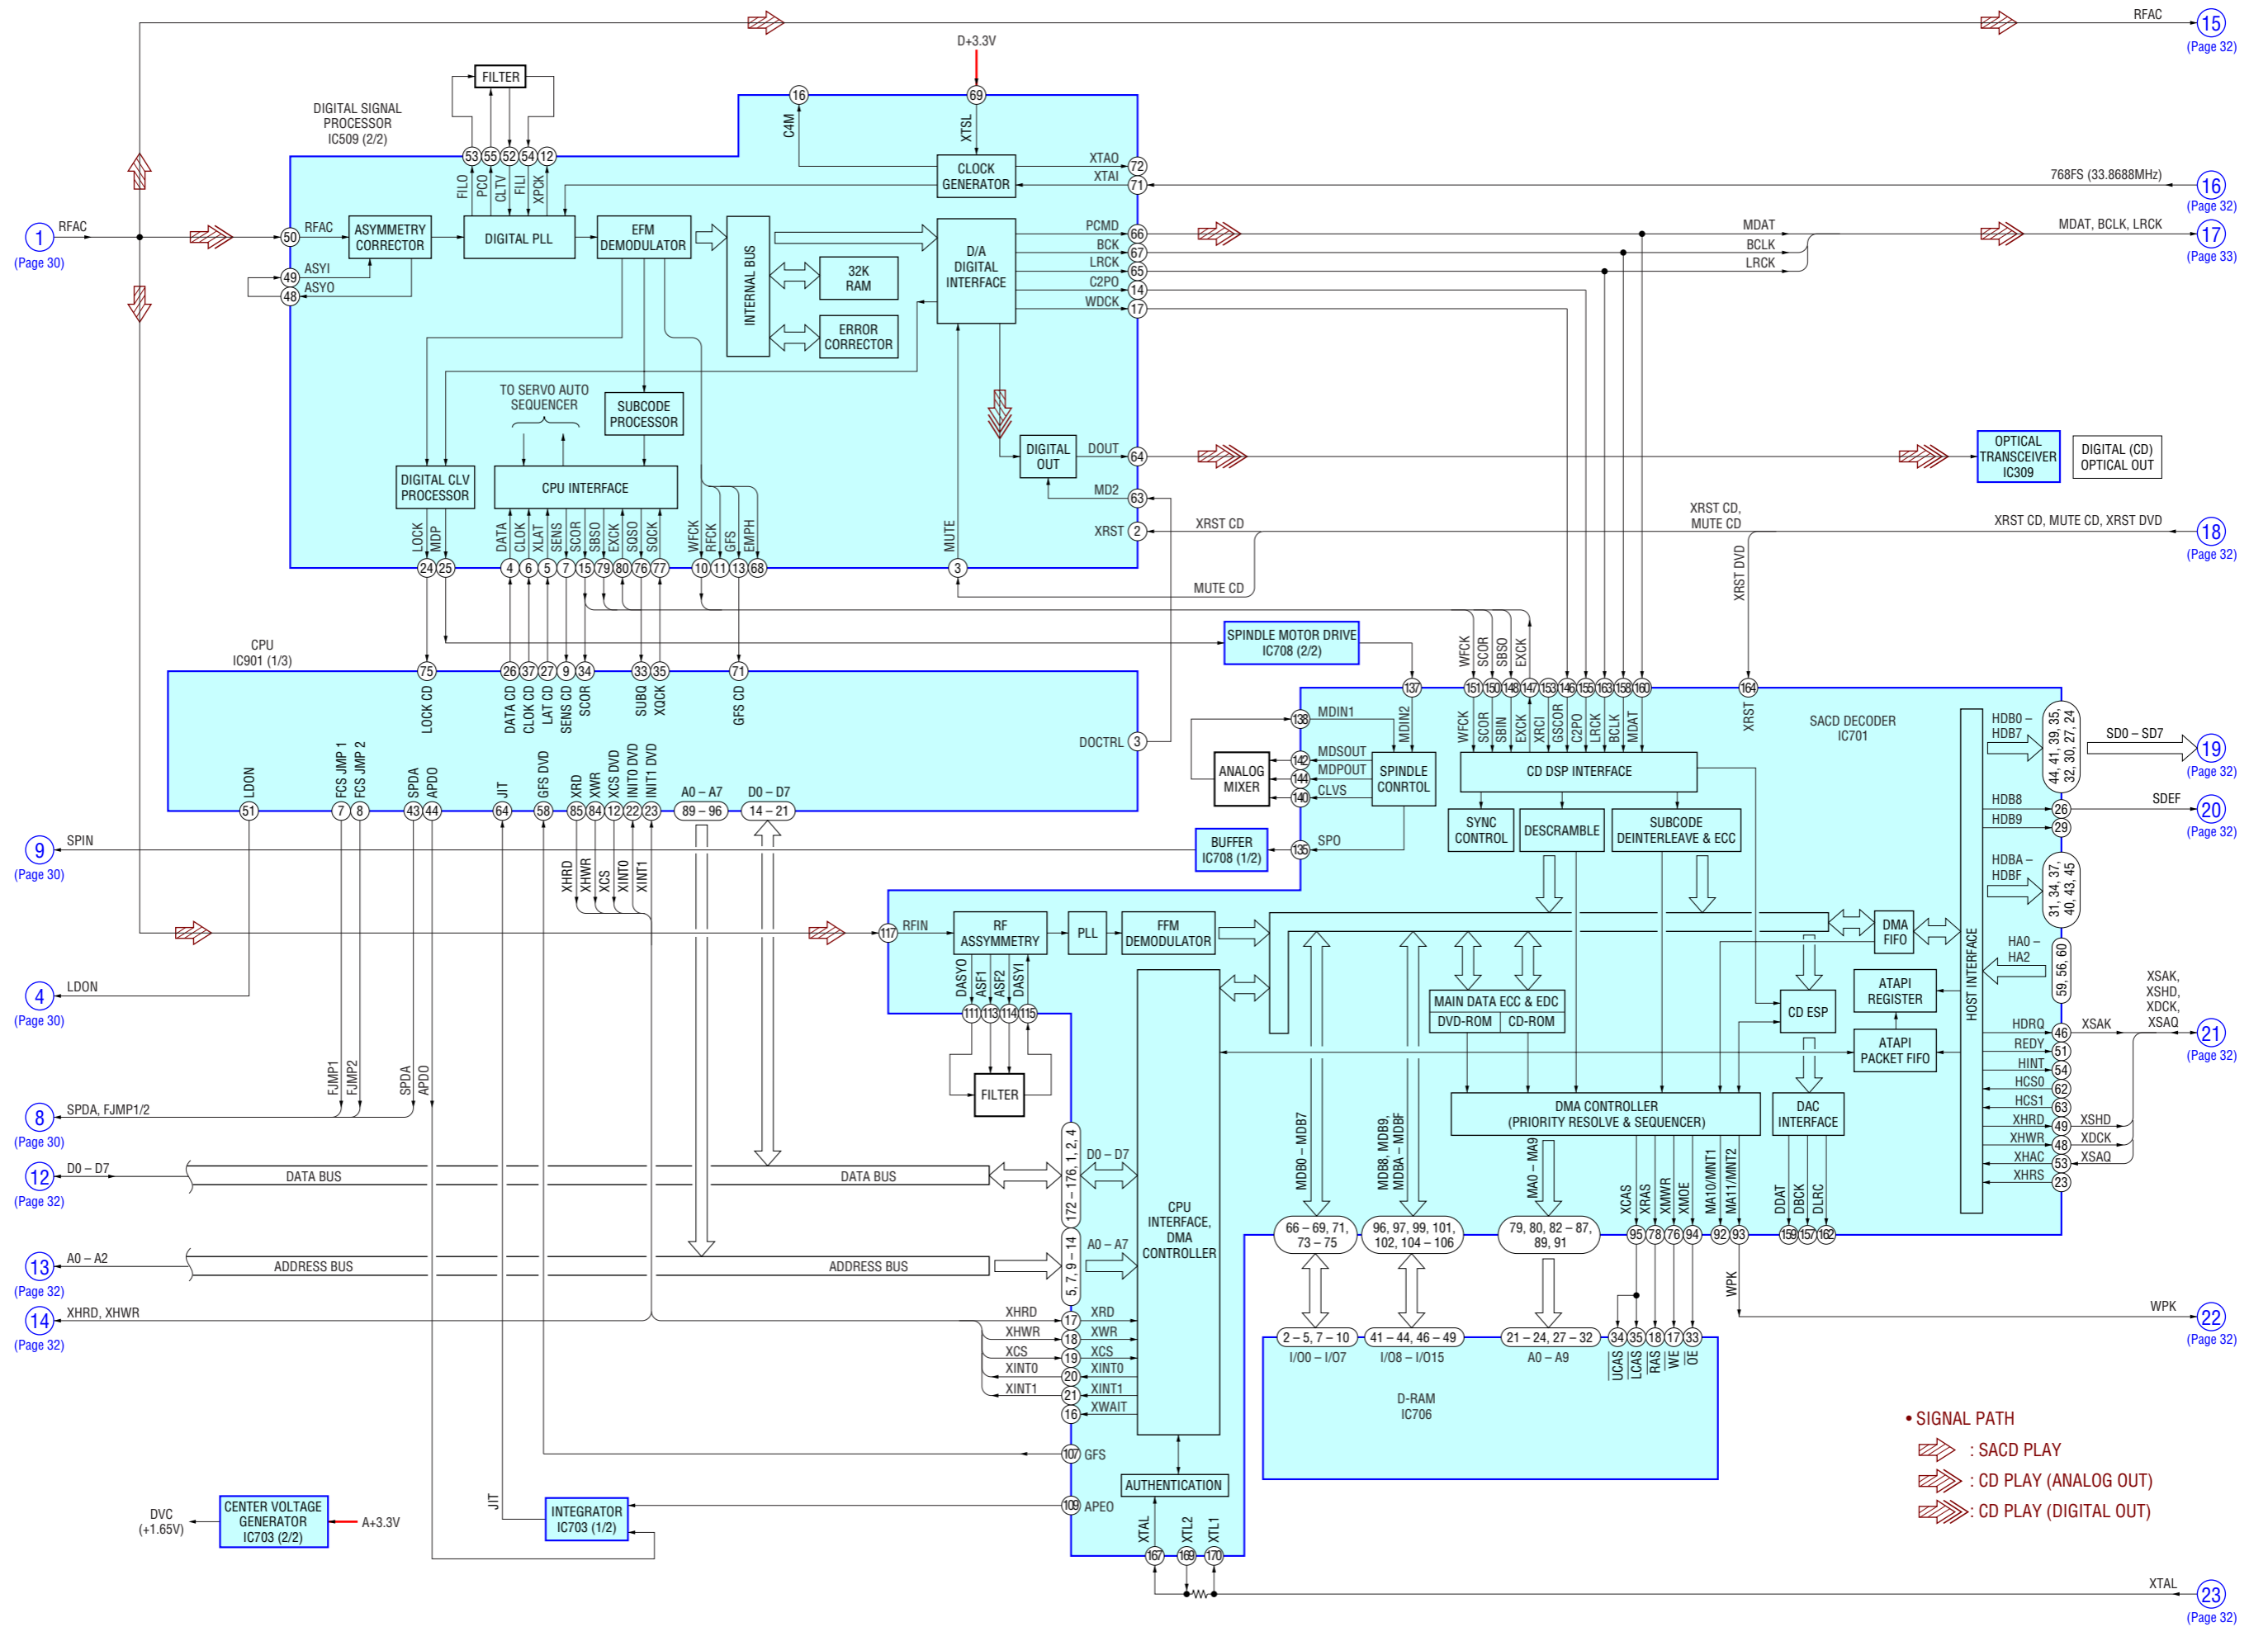 RFAC
15
(Page 32)
D+3.3V
FILTER
DIGITAL SIGNAL
PROCESSOR
IC509 (2/2)
16
69
C4M
XTSL
53 55 52 54 12
FILO
PCO
CLTV
FILI
XPCK
CLOCK
GENERATOR
XTAO
72
XTAI
71
768FS (33.8688MHz)
16
(Page 32)
1
RFAC
(Page 30)
50
RFAC
ASYMMETRY
CORRECTOR
DIGITAL PLL
EFM
DEMODULATOR
INTERNAL BUS
32K
RAM
ERROR
CORRECTOR
D/A
DIGITAL
INTERFACE
49
ASYI
48
ASYO
PCMD
66
BCK
67
LRCK
65
C2PO
14
WDCK
17
MDAT
BCLK
LRCK
MDAT, BCLK, LRCK
17
(Page 33)
TO SERVO AUTO
SEQUENCER
SUBCODE
PROCESSOR
DIGITAL CLV
PROCESSOR
CPU INTERFACE
DIGITAL
OUT
DOUT
64
MD2
63
OPTICAL
TRANSCEIVER
IC309
DIGITAL (CD)
OPTICAL OUT
XRST
2
XRST CD
XRST CD,
MUTE CD
XRST CD, MUTE CD, XRST DVD
18
(Page 32)
LOCK
MDP
DATA
CLOK
XLAT
SENS
SCOR
SBSO
EXCK
SQSO
SQCK
WFCK
RFCK
GFS
EMPH
MUTE
24 25 4 6 5 7 15 79 80 76 77 10 11 13 68 3
MUTE CD
XRST DVD
CPU
IC901 (1/3)
SPINDLE MOTOR DRIVE
IC708 (2/2)
WFCK
SCOR
SBSO
EXCK
75 26 37 27 9 34 33 35 71
LOCK CD
DATA CD
CLOK CD
LAT CD
SENS CD
SCOR
SUBQ
XQCK
GFS CD
DOCTRL
3
137 151 150 148 147 153 146 155 163 158 160 164
MDIN2
WFCK
SCOR
SBIN
EXCK
XRCI
GSCOR
C2PO
LRCK
BCLK
MDAT
XRST
SACD DECODER
IC701
138
MDIN1
142
MDSOUT
144
MDPOUT
140
CLVS
ANALOG
MIXER
SPINDLE
CONRTOL
CD DSP INTERFACE
SYNC
CONTROL
DESCRAMBLE
SUBCODE
DEINTERLEAVE & ECC
HDB0 –
HDB7
44, 41, 39, 35,
32, 30, 27, 24
SD0 – SD7
19
(Page 32)
HDB8
26
SDEF
20
(Page 32)
HDB9
29
HDBA –
HDBF
31, 34, 37,
40, 43, 45
LDON
FCS JMP 1
FCS JMP 2
SPDA
APDO
JIT
GFS DVD
XRD
XWR
XCS DVD
INIT0 DVD
INIT1 DVD
A0 – A7
D0 – D7
51 7 8 43 44 64 58 85 84 12 22 23
89 – 96
14 – 21
9
SPIN
(Page 30)
BUFFER
IC708 (1/2)
135
SPO
XHRD
XHWR
XCS
XINT0
XINT1
117
RFIN
RF
ASSYMMETRY
PLL
FFM
DEMODULATOR
DMA
FIFO
HOST INTERFACE
HA0 –
HA2
59, 56, 60
4
LDON
(Page 30)
DASYO
ASF1
ASF2
DASYI
111 113 114 115
FILTER
MAIN DATA ECC & EDC
DVD-ROM
CD-ROM
CD ESP
ATAPI
REGISTER
ATAPI
PACKET FIFO
HDRQ
46
XSAK
XSAK,
XSHD,
XDCK,
XSAQ
21
(Page 32)
REDY
51
HINT
54
HCS0
62
HCS1
63
XHRD
49
XSHD
XHWR
48
XDCK
XHAC
53
XSAQ
XHRS
23
FJMP1
FJMP2
SPDA
APDO
8
SPDA, FJMP1/2
(Page 30)
DMA CONTROLLER
(PRIORITY RESOLVE & SEQUENCER)
DAC
INTERFACE
12
D0 – D7
(Page 32)
DATA BUS
DATA BUS
172 – 176, 1, 2, 4
D0 – D7
CPU
INTERFACE,
DMA
CONTROLLER
13
A0 – A2
(Page 32)
ADDRESS BUS
ADDRESS BUS
5, 7, 9 – 14
A0 – A7
MDB0 – MDB7
MDB8, MDB9,
MDBA – MDBF
MA0 – MA9
XCAS
XRAS
XMWR
XMOE
MA10/MNT1
MA11/MNT2
DDAT
DBCK
DLRC
66 – 69, 71,
73 – 75
96, 97, 99, 101,
102, 104 – 106
79, 80, 82 – 87,
89, 91
95 78 76 94 92 93 159 157 162
14
XHRD, XHWR
(Page 32)
XHRD
17
XRD
XHWR
18
XWR
XCS
19
XCS
XINT0
20
XINT0
XINT1
21
XINT1
16
XWAIT
WPK
WPK
22
(Page 32)
2 – 5, 7 – 10
41 – 44, 46 – 49
21 – 24, 27 – 32
34 35 18 17 33
I/O0 – I/O7
I/O8 – I/O15
A0 – A9
UCAS
LCAS
RAS
WE
OE
D-RAM
IC706
107
GFS
AUTHENTICATION
109
APEO
JIT
INTEGRATOR
IC703 (1/2)
DVC
(+1.65V)
CENTER VOLTAGE
GENERATOR
IC703 (2/2)
A+3.3V
XTAL
XTL2
XTL1
167 169 170
XTAL
23
(Page 32)
• SIGNAL PATH
: SACD PLAY
: CD PLAY (ANALOG OUT)
: CD PLAY (DIGITAL OUT)